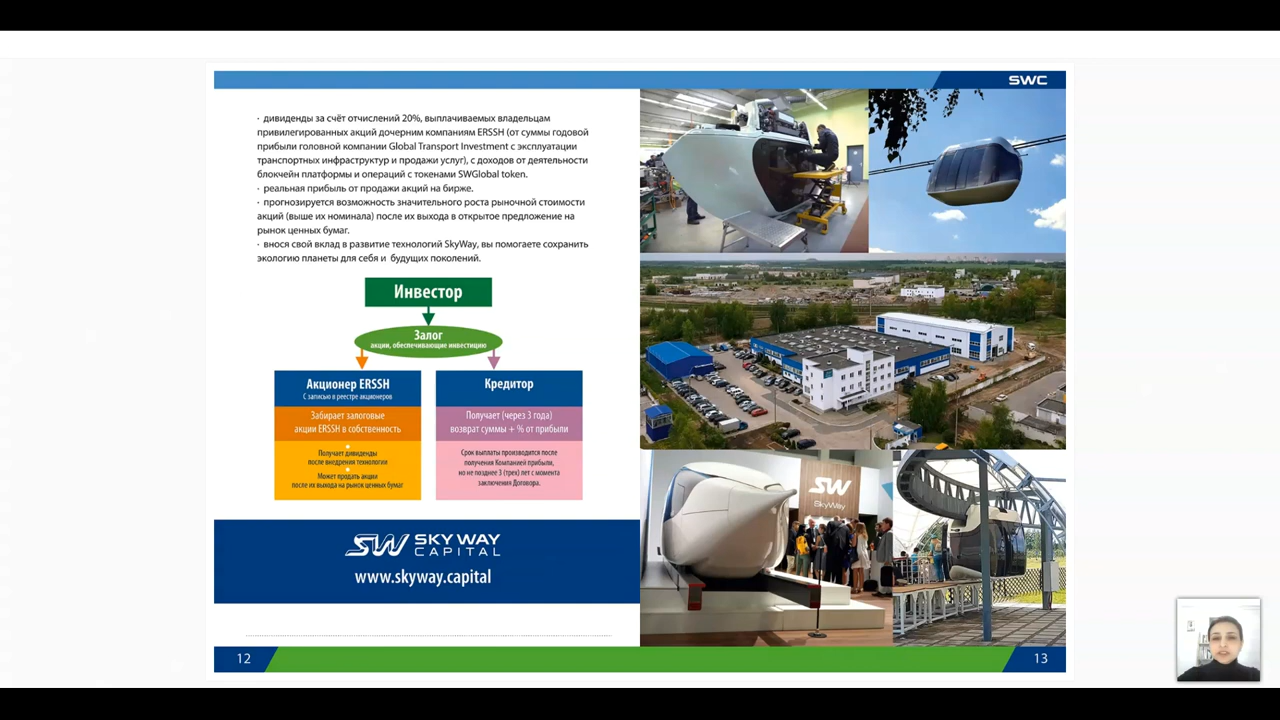 SWC
· дивиденды за счёт отчислений 20%, выплачиваемых владельцам
привилегированных акций дочерним компаниям ERSSH (от суммы годовой
прибыли головной компании Global Transport Investment с эксплуатации
транспортных инфраструктур и продажи услуг), с доходов от деятельности
блокчейн платформы и операций с токенами SWGlobal token.
· реальная прибыль от продажи акций на бирже.
· прогнозируется возможность значительного роста рыночной стоимости
акций (выше их номинала) после их выхода в открытое предложение на
рынок ценных бумаг.
· внося свой вклад в развитие технологий SkyWay, вы помогаете сохранить
экологию планеты для себя и будущих поколений.
Инвестор
Залог
акции, обеспечивающие инвестицию
Акционер ERSSH
С записью в реестре акционеров
Забирает залоговые
акции ERSSH в собственность
Получает дивиденды
после внедрения технологии
Может продать акции
после их выхода на рынок ценных бумаг
Кредитор
Получает (через 3 года)
возврат суммы + % от прибыли
Срок выплаты производится после
получения Компанией прибыли,
но не позднее 3 (трех) лет с момента
заключения Договора.
SW SKY WAY
CAPITAL
www.skyway.capital
SW
SkyWay
12
13